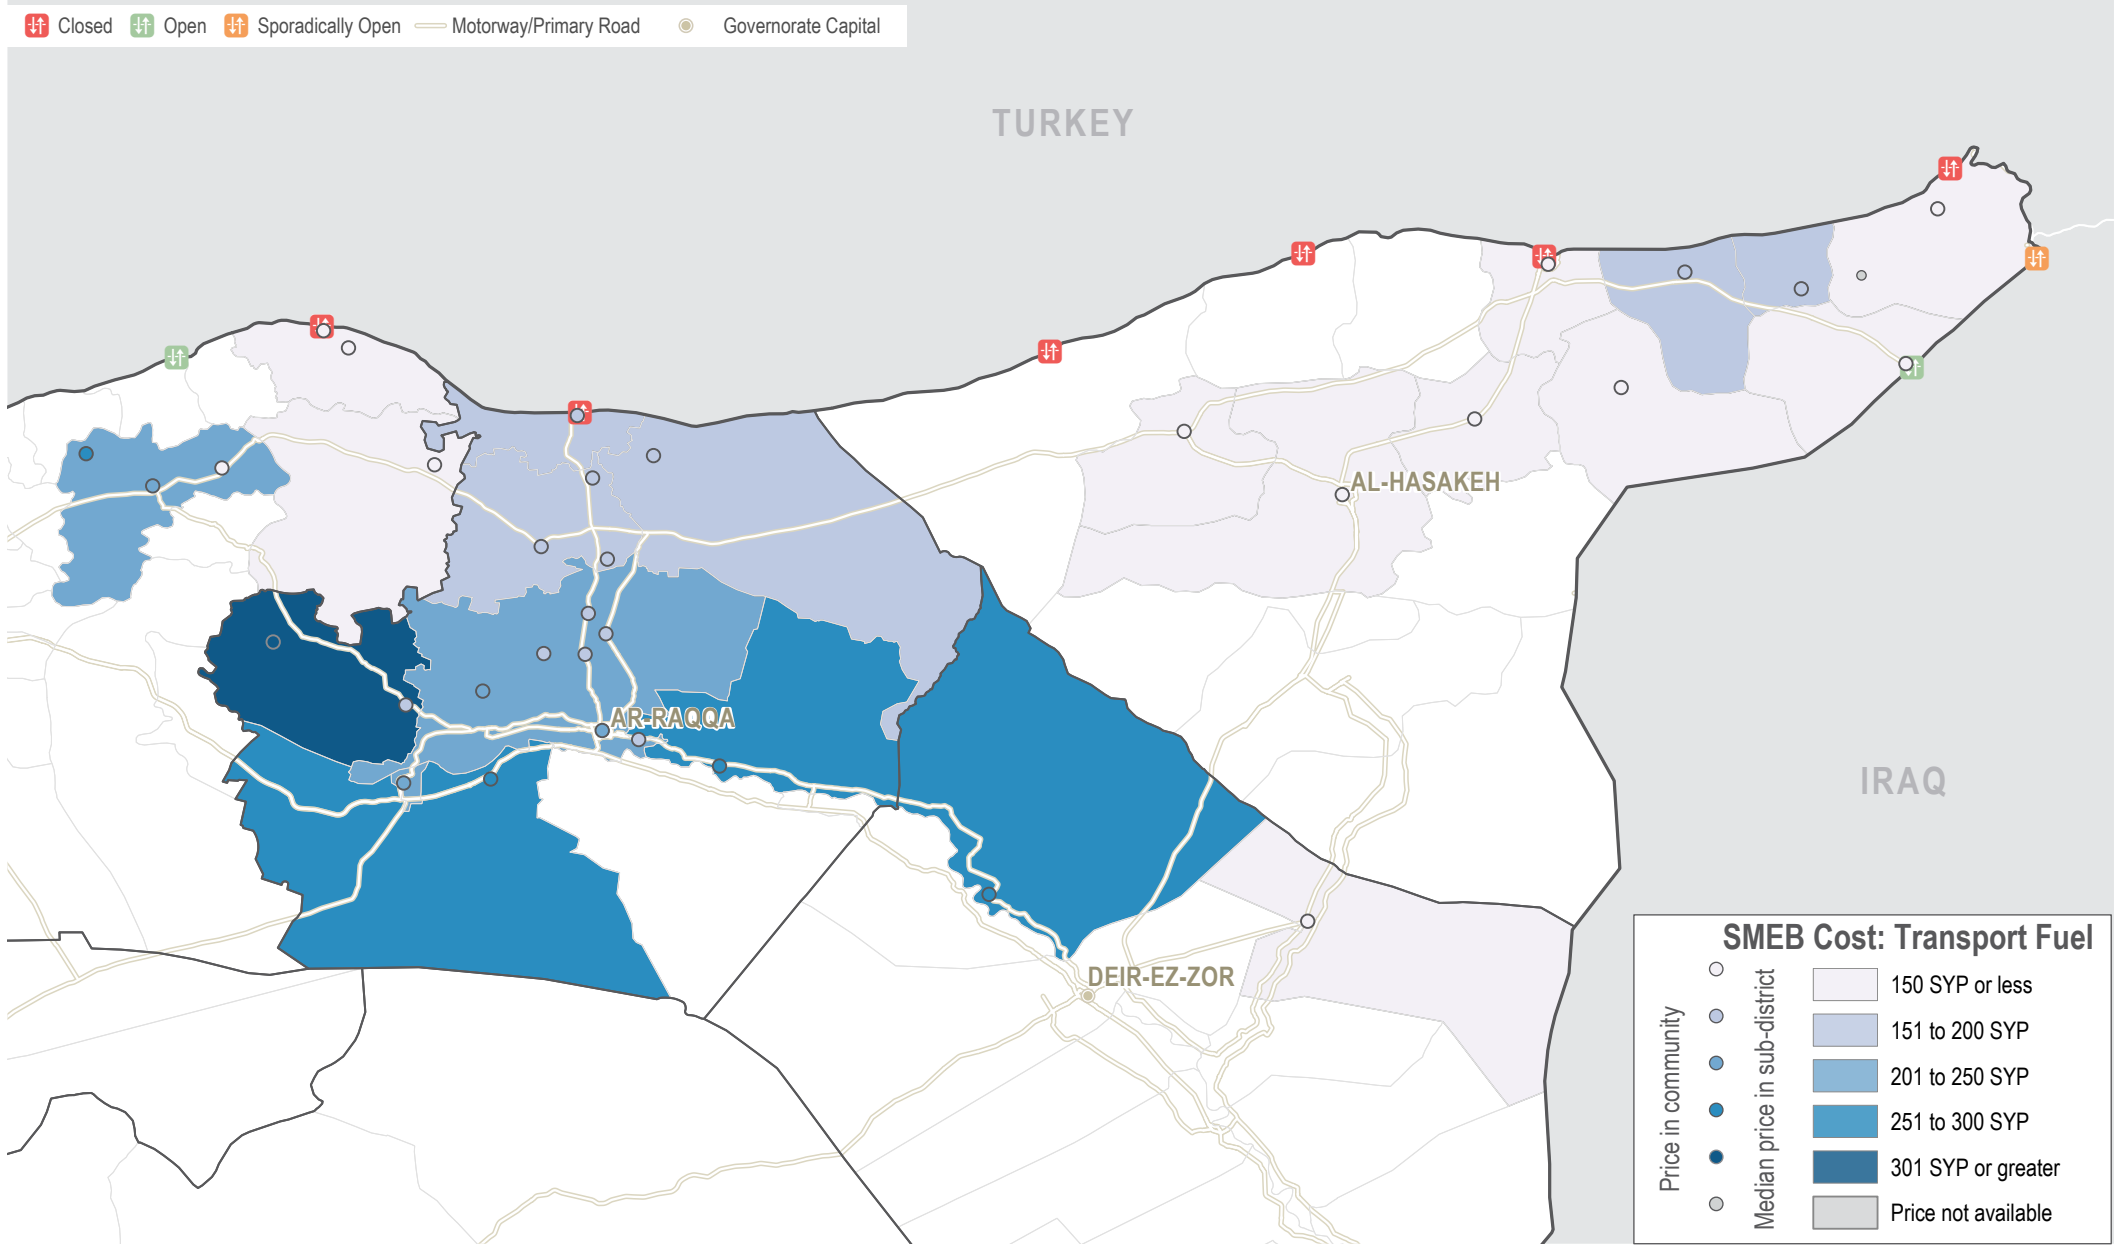 Closed
Open
Sporadically Open
Motorway/Primary Road
Governorate Capital
TURKEY
AL-HASAKEH
AR-RAQQA
IRAQ
DEIR-EZ-ZOR
SMEB Cost: Transport Fuel
Price in community
Median price in sub-district
150 SYP or less
151 to 200 SYP
201 to 250 SYP
251 to 300 SYP
301 SYP or greater
Price not available